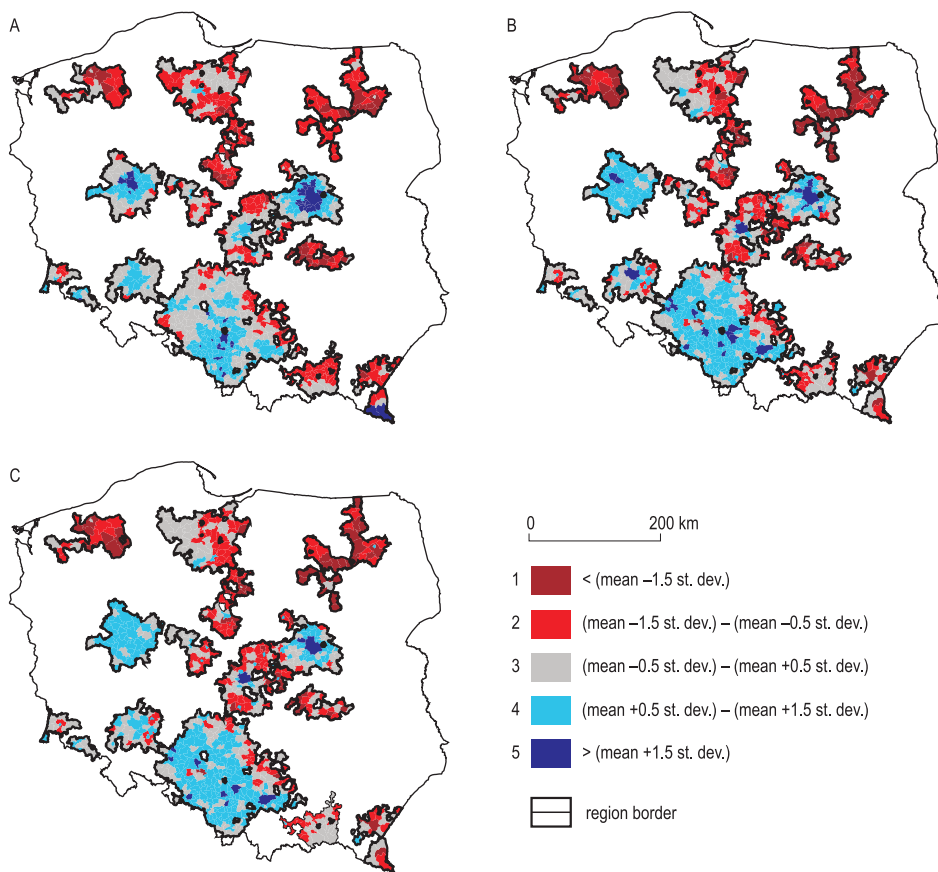 A
B
C
0 200 km
1 < (mean –1.5 st. dev.)
2 (mean –1.5 st. dev.) – (mean –0.5 st. dev.)
3 (mean –0.5 st. dev.) – (mean +0.5 st. dev.)
4 (mean +0.5 st. dev.) – (mean +1.5 st. dev.)
5 > (mean +1.5 st. dev.)
region border